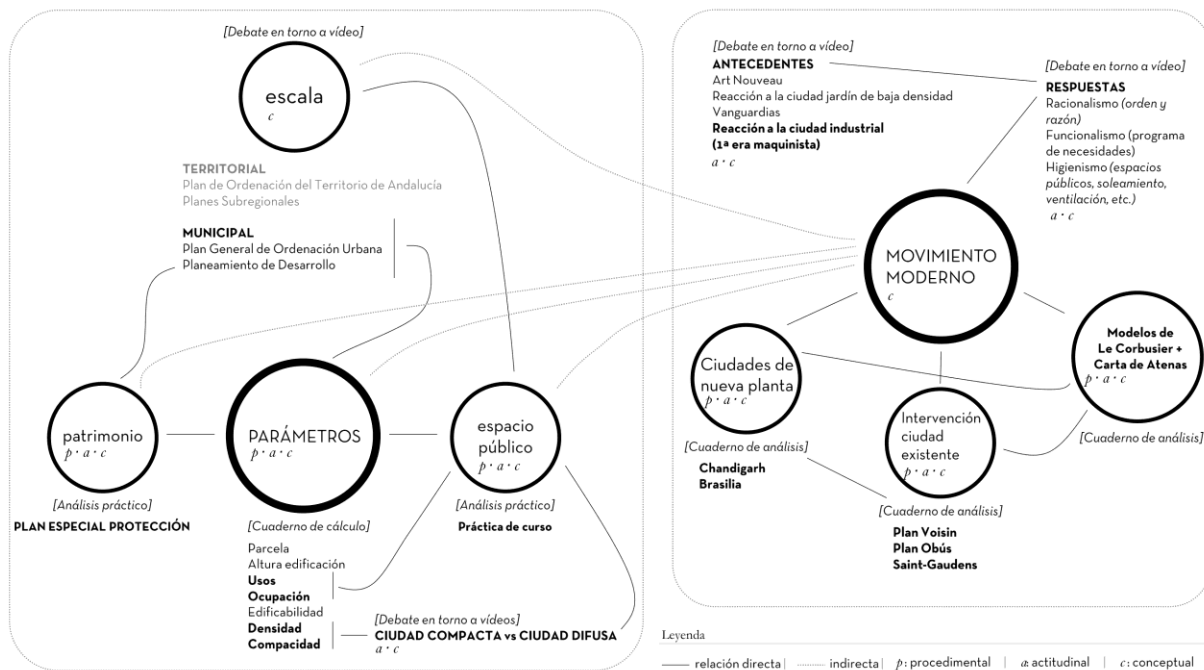 [Debate en torno a vídeo]
escala
c
TERRITORIAL
Plan de Ordenación del Territorio de Andalucía
Planes Subregionales
MUNICIPAL
Plan General de Ordenación Urbana
Planeamiento de Desarrollo
patrimonio
p · a · c
[Análisis práctico]
PLAN ESPECIAL PROTECCIÓN
PARÁMETROS
p · a · c
[Cuaderno de cálculo]
Parcela
Altura edificación
Usos
Ocupación
Edificabilidad
Densidad
Compacidad
espacio
público
p · a · c
[Análisis práctico]
Práctica de curso
[Debate en torno a vídeos]
CIUDAD COMPACTA vs CIUDAD DIFUSA
a · c
[Debate en torno a vídeo]
ANTECEDENTES
Art Nouveau
Reacción a la ciudad jardín de baja densidad
Vanguardias
Reacción a la ciudad industrial
(1ª era maquinista)
a · c
[Debate en torno a vídeo]
RESPUESTAS
Racionalismo (orden y
razón)
Funcionalismo (programa
de necesidades)
Higienismo (espacios
públicos, soleamiento,
ventilación, etc.)
a · c
MOVIMIENTO
MODERNO
c
Ciudades de
nueva planta
p · a · c
[Cuaderno de análisis]
Chandigarh
Brasilia
Intervención
ciudad
existente
p · a · c
[Cuaderno de análisis]
Plan Voisin
Plan Obús
Saint-Gaudens
Modelos de
Le Corbusier +
Carta de Atenas
p · a · c
[Cuaderno de análisis]
Leyenda
relación directa | indirecta | p: procedimental | a: actitudinal | c: conceptual